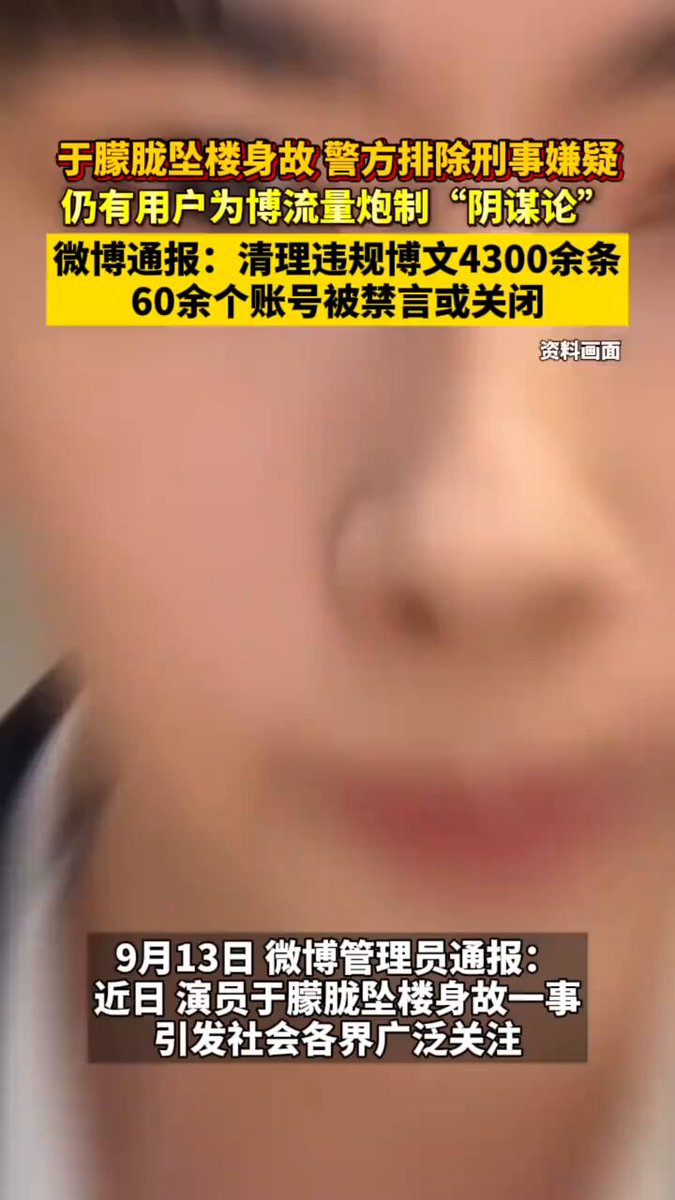 于朦胧坠楼身故 警方排除刑事嫌疑
仍有用户为博流量炮制“阴谋论”
微博通报：清理违规博文4300余条
60余个账号被禁言或关闭
资料画面
9月13日 微博管理员通报：
近日 演员于朦胧坠楼身故一事
引发社会各界广泛关注